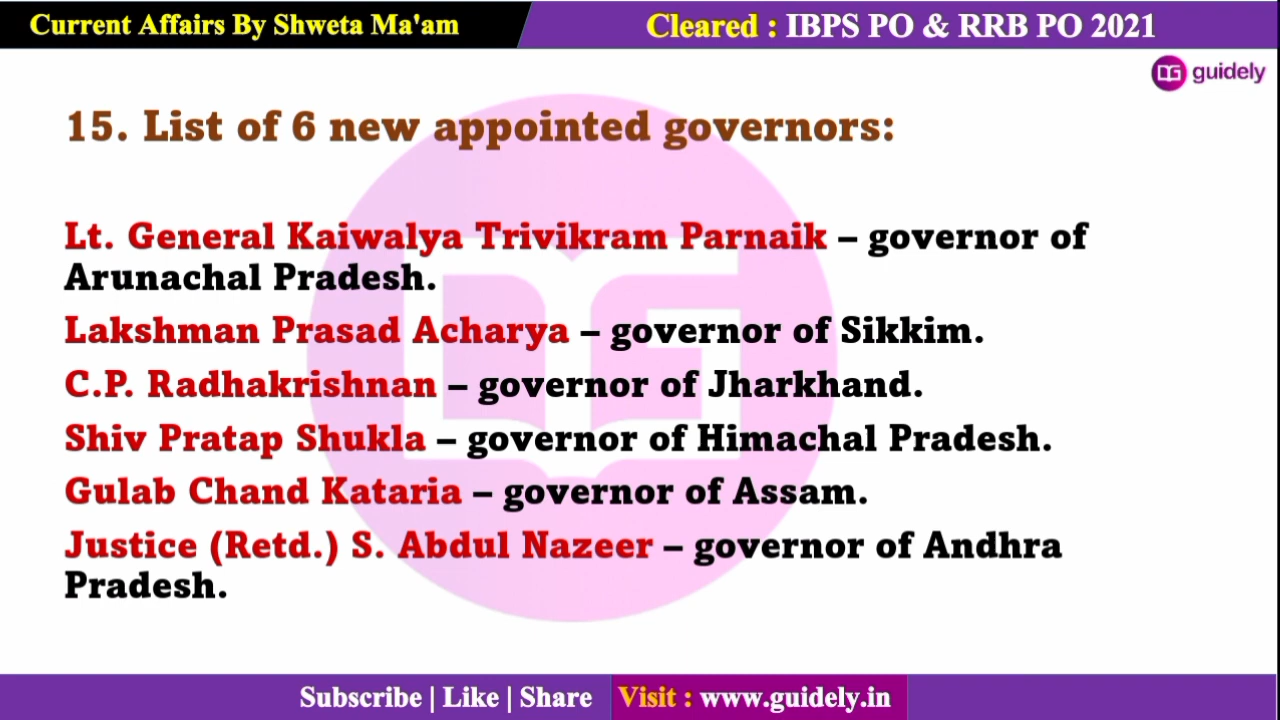 Current Affairs By Shweta Ma'am
Cleared : IBPS PO & RRB PO 2021
guidely
15. List of 6 new appointed governors:
Lt. General Kaiwalya Trivikram Parnaik – governor of
Arunachal Pradesh.
Lakshman Prasad Acharya – governor of Sikkim.
C.P. Radhakrishnan – governor of Jharkhand.
Shiv Pratap Shukla – governor of Himachal Pradesh.
Gulab Chand Kataria – governor of Assam.
Justice (Retd.) S. Abdul Nazeer – governor of Andhra
Pradesh.
Subscribe | Like | Share
Visit : www.guidely.in